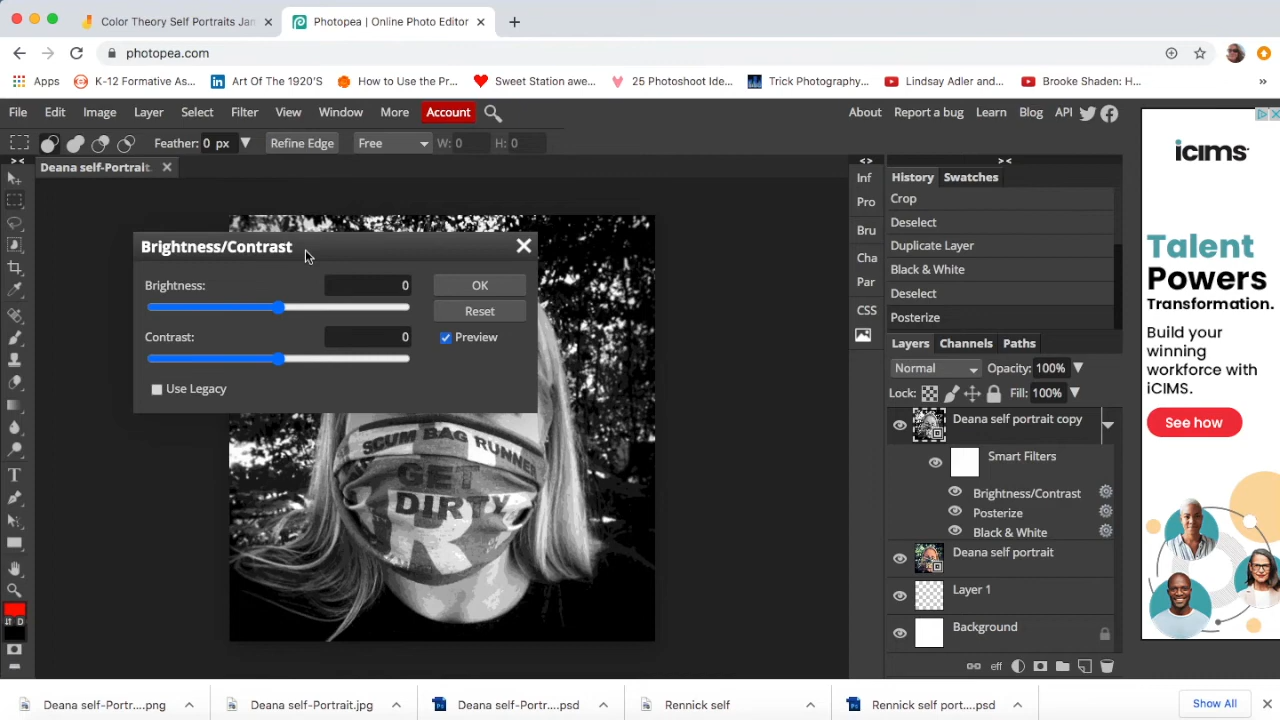 Color Theory Self Portraits Jan
Photopea | Online Photo Editor
photopea.com
Apps
K-12 Formative As...
Art Of The 1920'S
How to Use the Pr...
Sweet Station awe...
25 Photoshoot Ide...
Trick Photography...
Lindsay Adler and...
Brooke Shaden: H...
»
File Edit Image Layer Select Filter View Window More Account
About Report a bug Learn Blog API
Feather: 0 px
Refine Edge
Free
W: 0 H: 0
Deana self-Portrait.
Brightness/Contrast
Brightness: 0
OK
Reset
Contrast: 0
Preview
Use Legacy
SCUM BAG RUNNER
GET
DIRTY
R
Inf
Pro
Bru
Cha
Par
CSS
History Swatches
Crop
Deselect
Duplicate Layer
Black & White
Deselect
Posterize
Layers Channels Paths
Normal Opacity: 100%
Lock: Fill: 100%
Deana self portrait copy
Smart Filters
Brightness/Contrast
Posterize
Black & White
Deana self portrait
Layer 1
Background
eff
T
D
icims
Talent
Powers
Transformation.
Build your
winning
workforce with
iCIMS.
See how
Deana self-Portr....png
Deana self-Portrait.jpg
Deana self-Portr....psd
Rennick self
Rennick self port....psd
Show All